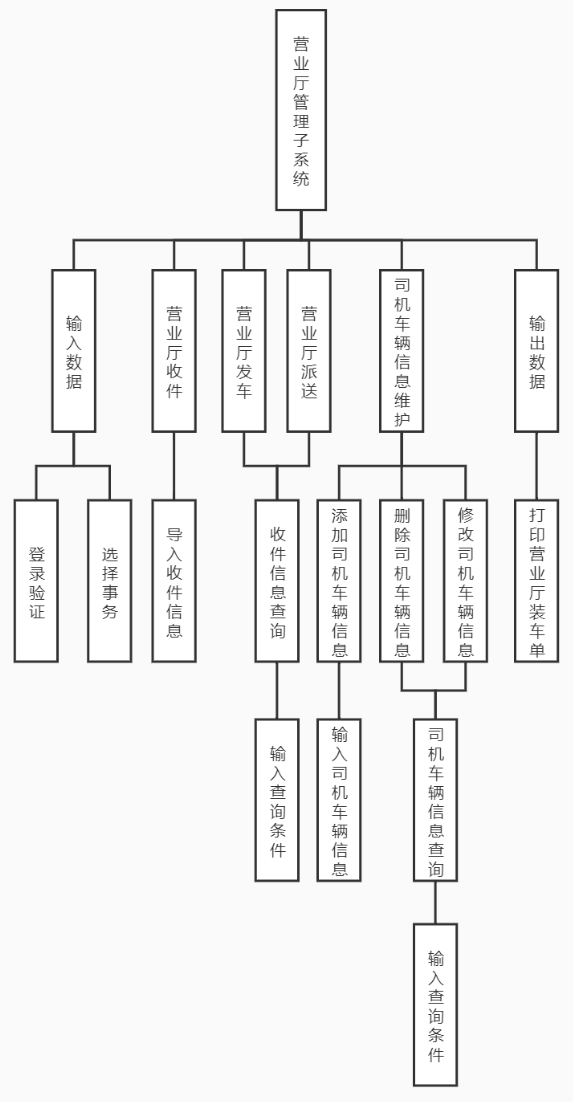 营业厅管理子系统
输入数据
营业厅收件
营业厅发车
营业厅派送
司机车辆信息维护
输出数据
登录验证
选择事务
导入收件信息
收件信息查询
添加司机车辆信息
删除司机车辆信息
修改司机车辆信息
打印营业厅装车单
输入查询条件
输入司机车辆信息
司机车辆信息查询
输入查询条件